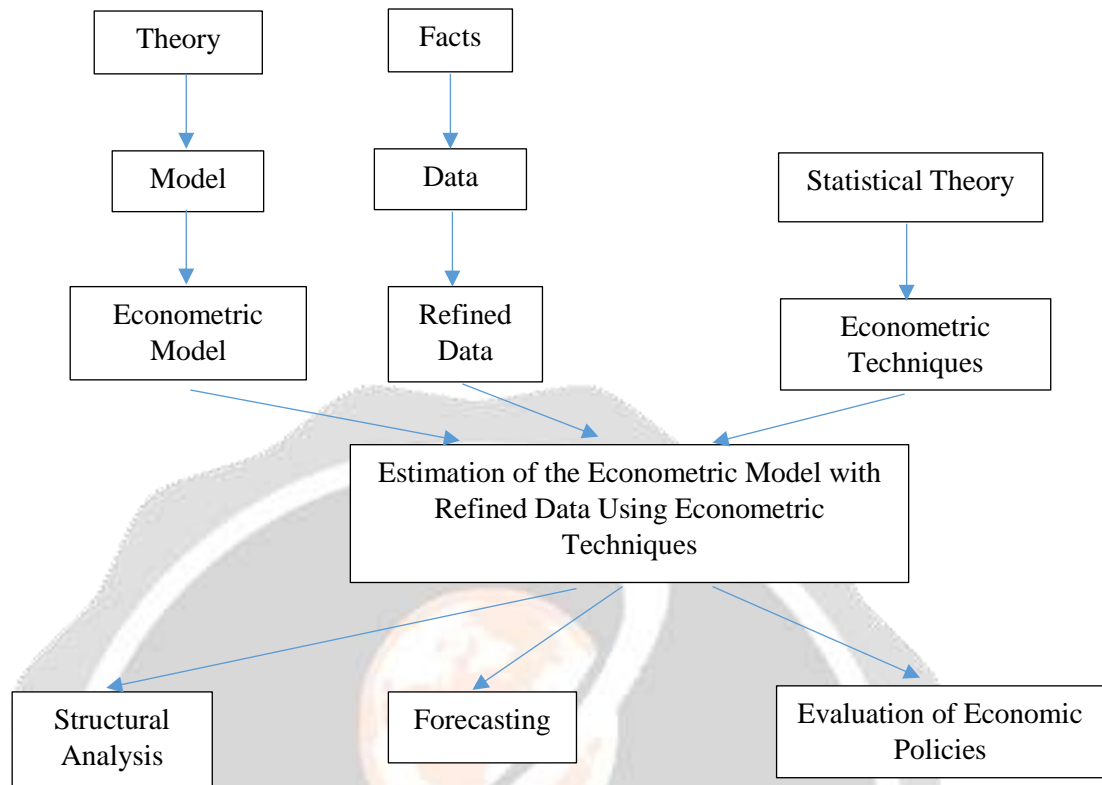 Theory
Facts
Model
Data
Statistical Theory
Econometric
Model
Refined
Data
Econometric
Techniques
Estimation of the Econometric Model with
Refined Data Using Econometric
Techniques
Structural
Analysis
Forecasting
Evaluation of Economic
Policies